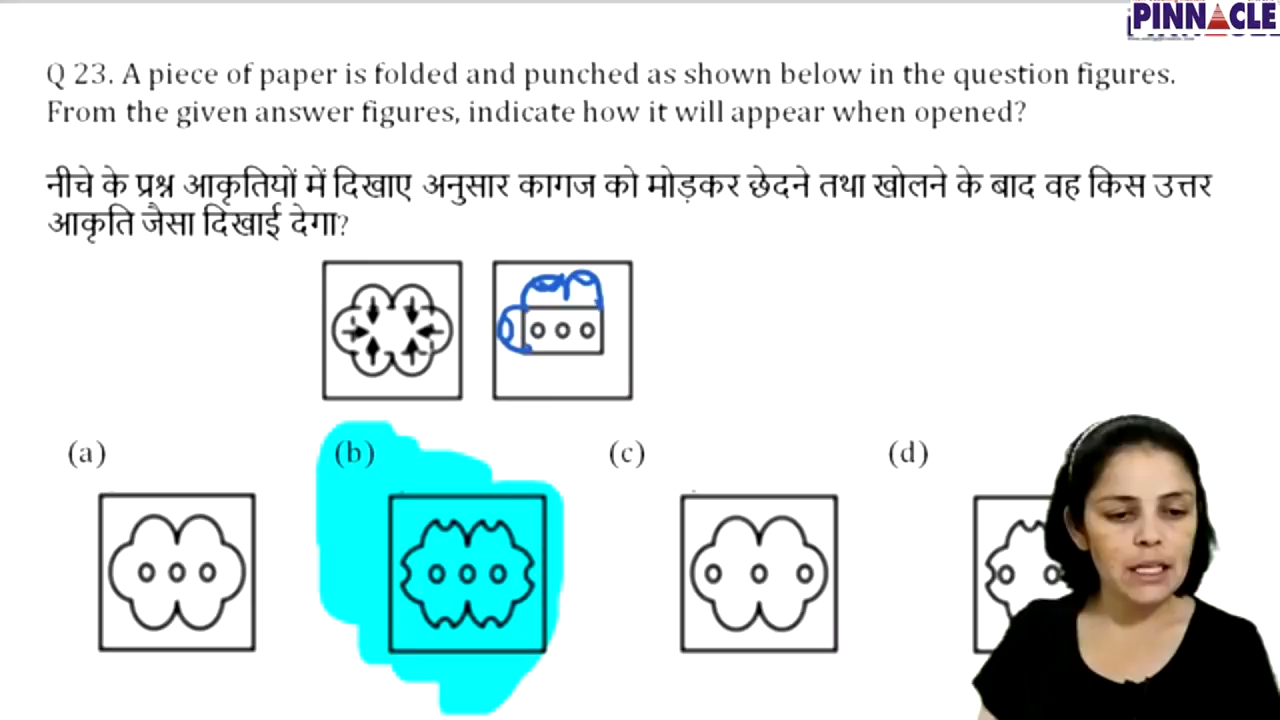 PINNACLE
Q 23. A piece of paper is folded and punched as shown below in the question figures.
From the given answer figures, indicate how it will appear when opened?
नीचे के प्रश्न आकृतियों में दिखाए अनुसार कागज को मोड़कर छेदने तथा खोलने के बाद वह किस उत्तर
आकृति जैसा दिखाई देगा?
(a) (b) (c) (d)